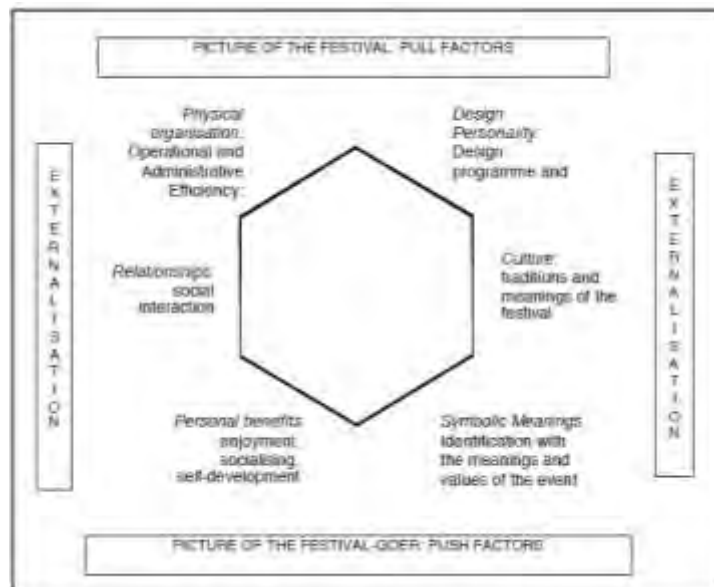 PICTURE OF THE FESTIVAL: PULL FACTORS
Physical
organisation:
Operational and
Administrative
Efficiency:
Design
Personality:
Design
programme and
EXTERNALISATION
EXTERNALISATION
Relationships:
social
interaction
Culture:
traditions and
meanings of the
festival
Personal benefits:
enjoyment,
socialising,
self-development
Symbolic Meanings:
Identification with
the meanings and
values of the event
PICTURE OF THE FESTIVAL-GOER: PUSH FACTORS